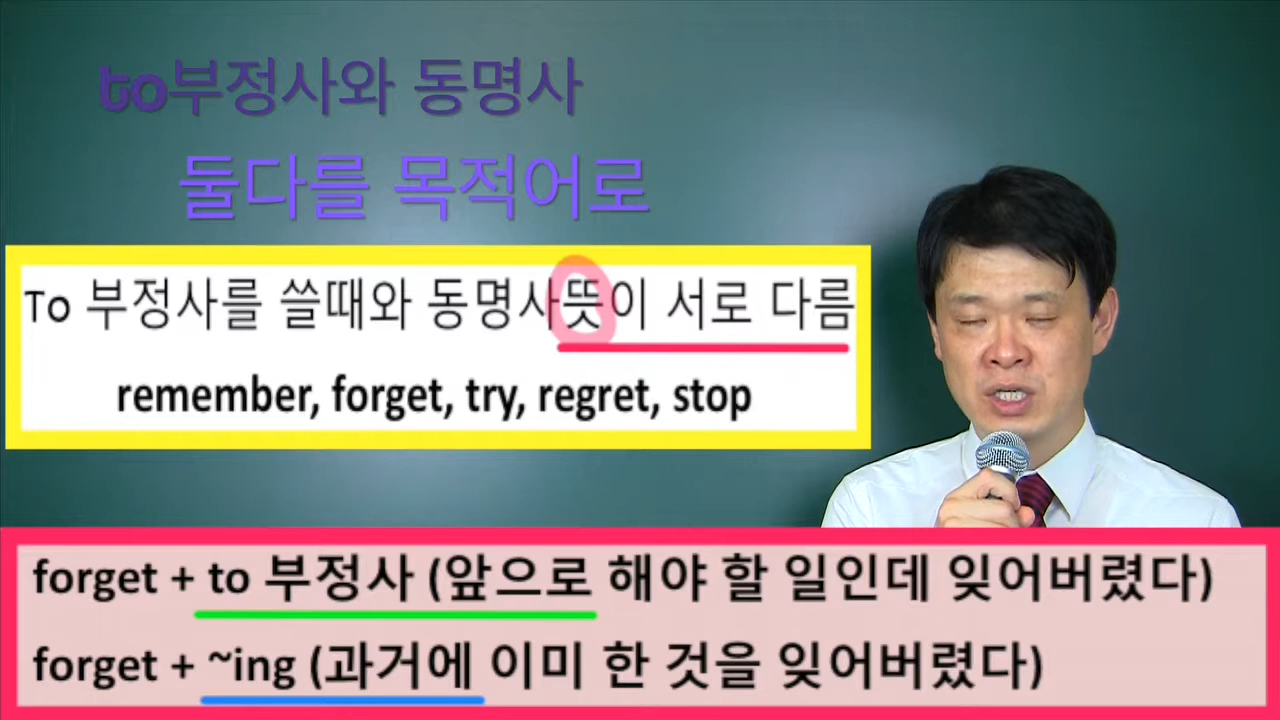 to부정사와 동명사
둘다를 목적어로
To 부정사를 쓸때와 동명사뜻이 서로 다름
remember, forget, try, regret, stop
forget + to 부정사 (앞으로 해야 할 일인데 잊어버렸다)
forget + ~ing (과거에 이미 한 것을 잊어버렸다)